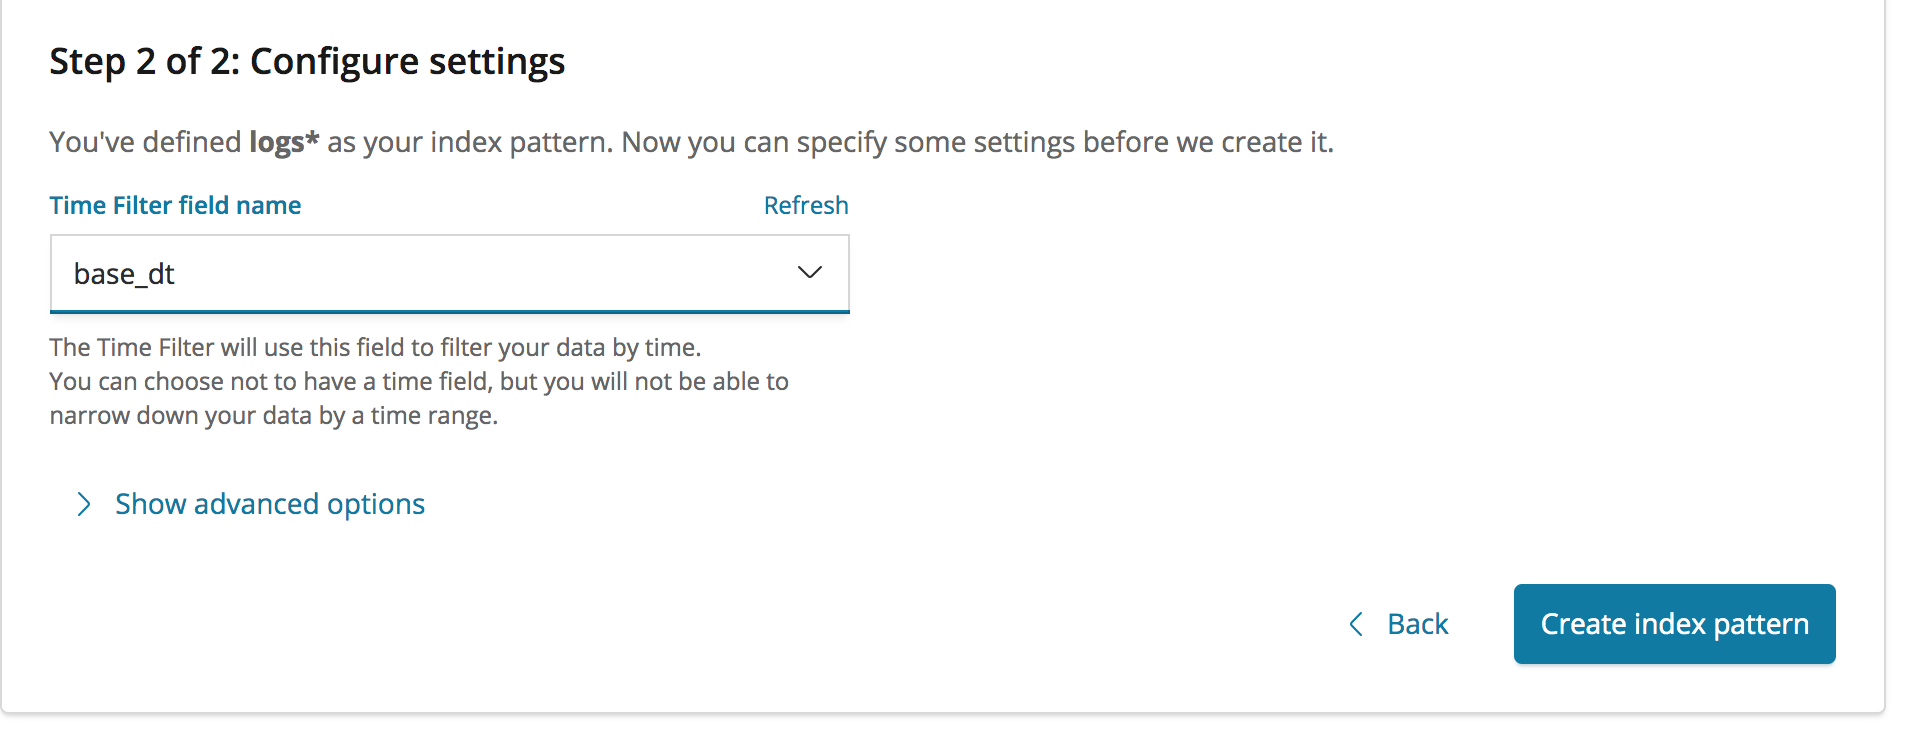 Step 2 of 2: Configure settings
You've defined logs* as your index pattern. Now you can specify some settings before we create it.
Time Filter field name Refresh
base_dt
The Time Filter will use this field to filter your data by time.
You can choose not to have a time field, but you will not be able to
narrow down your data by a time range.
Show advanced options
Back Create index pattern